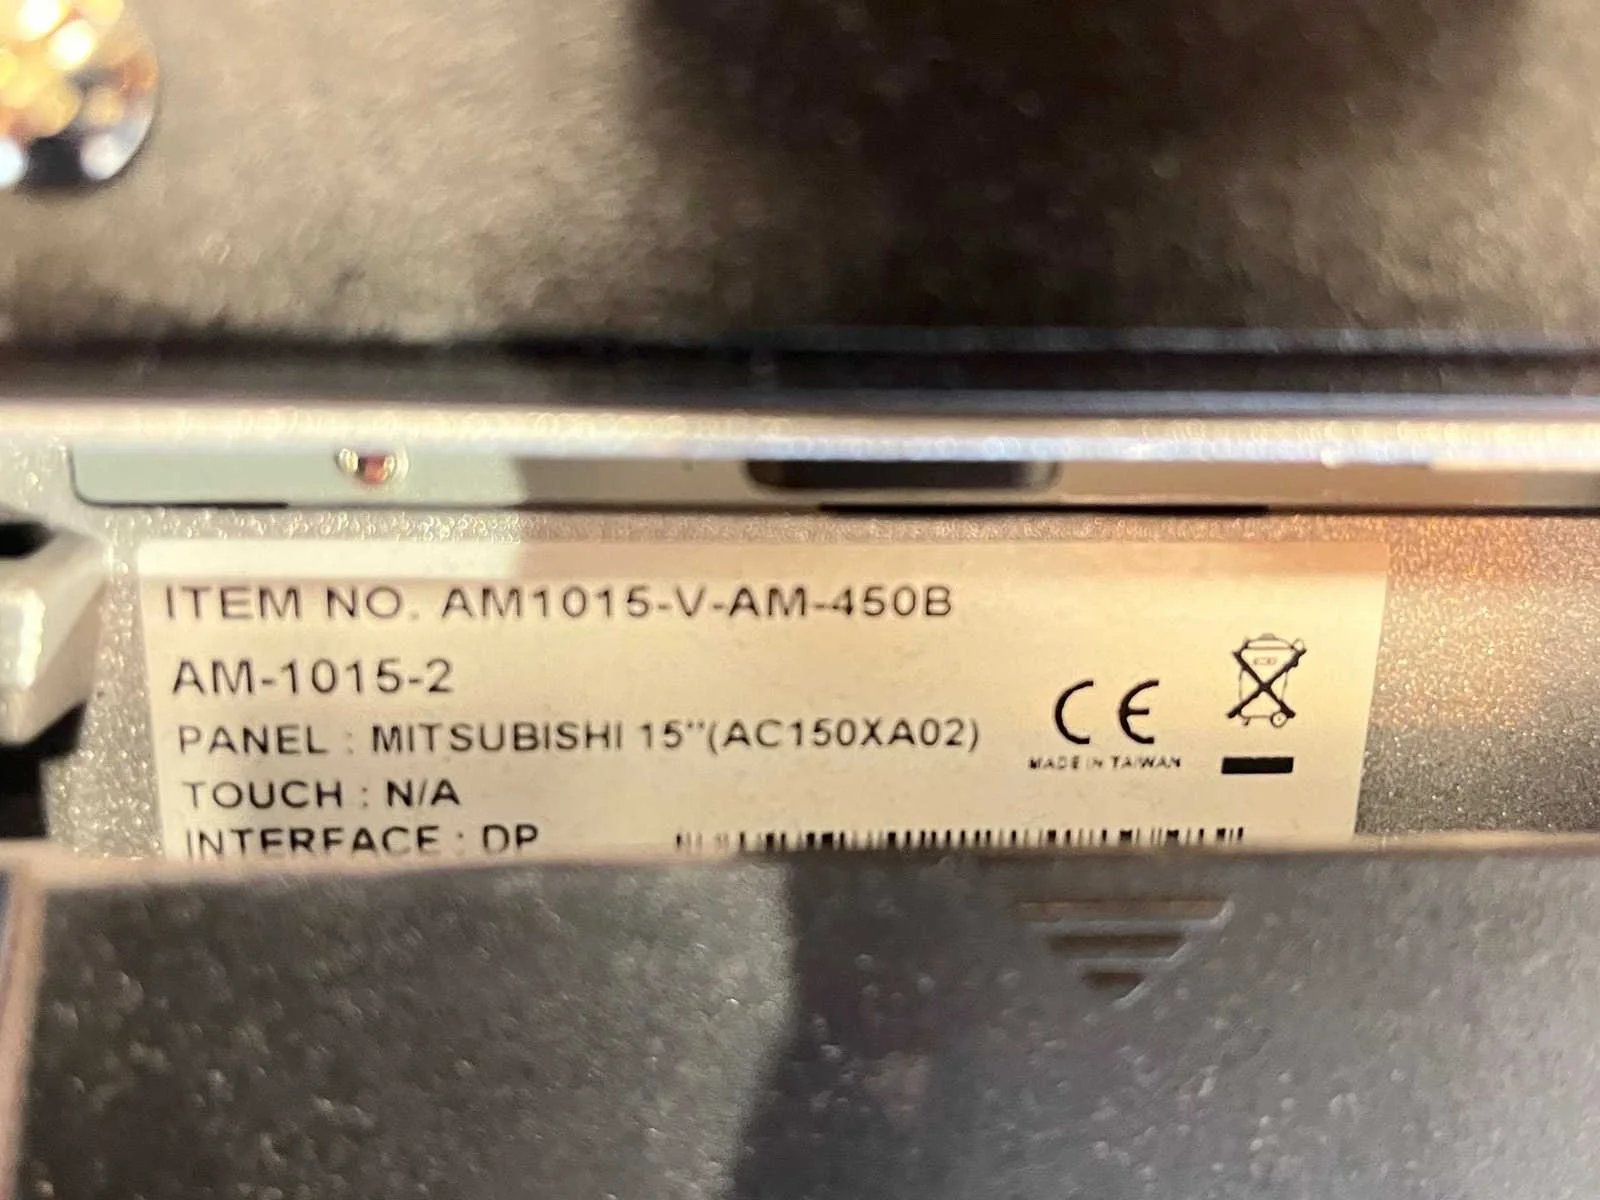 ITEM NO. AM1015-V-AM-450B
AM-1015-2
PANEL : MITSUBISHI 15"(AC150XA02)
TOUCH : N/A
INTERFACE : DP
CE
MADE IN TAIWAN